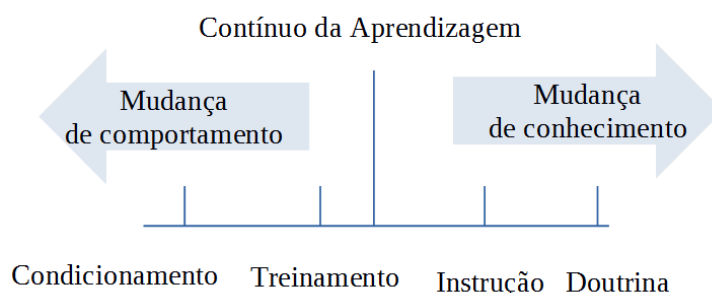 Contínuo da Aprendizagem
Mudança
de comportamento
Mudança
de conhecimento
Condicionamento
Treinamento
Instrução
Doutrina